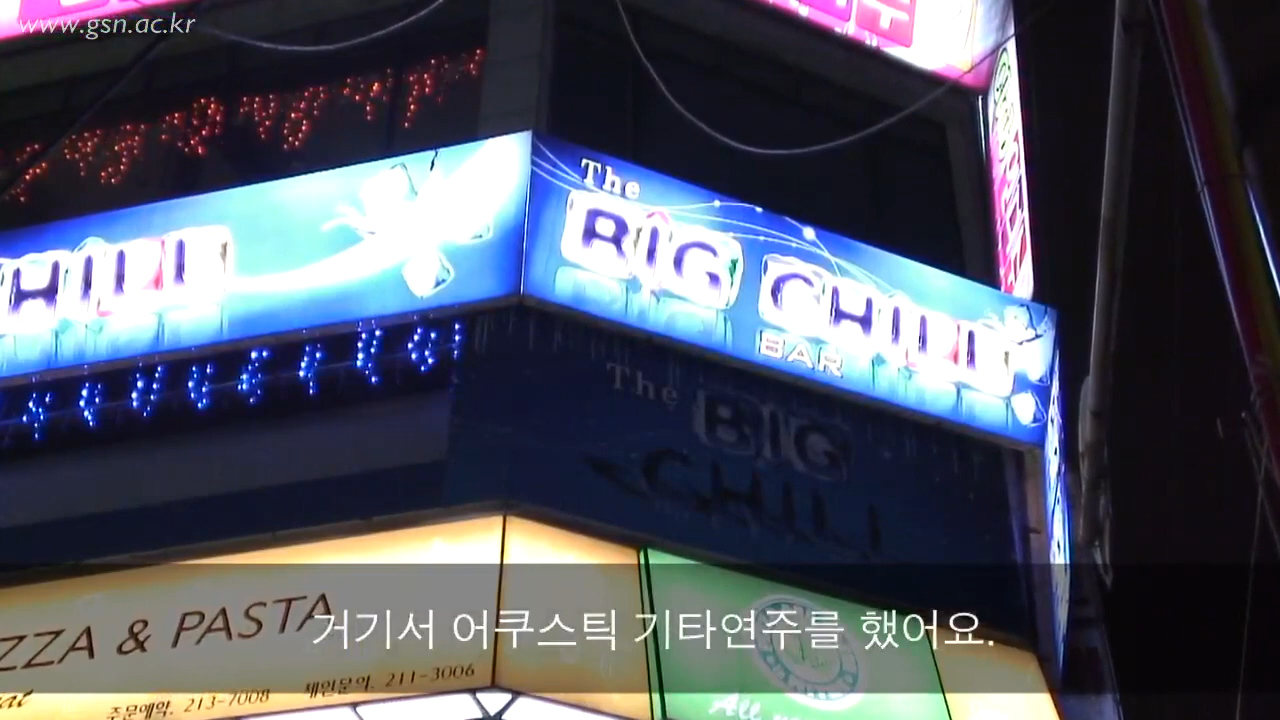 www.gsn.ac.kr
The
BIG CHILL
BAR
HILL
The
BIG
CHILL
ZZA & PASTA
주문예약. 213-7008
체인문의. 211-3006
거기서 어쿠스틱 기타연주를 했어요.
All